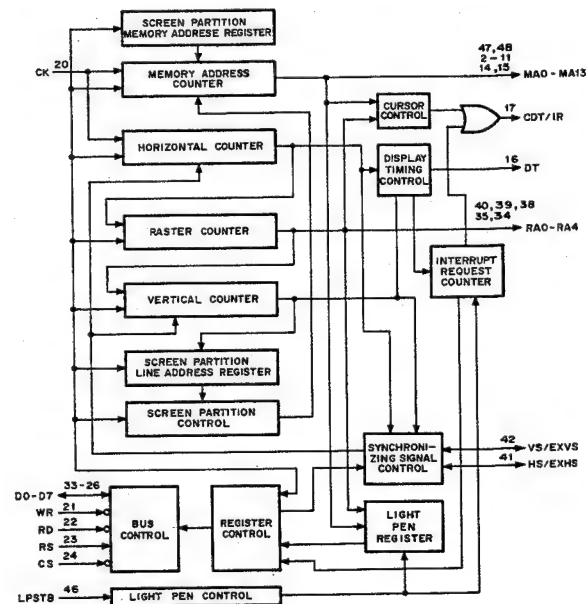 SCREEN PARTITION
MEMORY ADDRESE REGISTER
CK 20
MEMORY ADDRESS
COUNTER
47,48
2-11
14,15
MA0-MA13
CURSOR
CONTROL
17
CDT/IR
HORIZONTAL COUNTER
DISPLAY
TIMING
CONTROL
16
DT
40,39,38
35,34
RA0-RA4
RASTER COUNTER
INTERRUPT
REQUEST
COUNTER
VERTICAL COUNTER
SCREEN PARTITION
LINE ADDRESS REGISTER
SCREEN PARTITION
CONTROL
SYNCHRONI-
ZING SIGNAL
CONTROL
42
VS/EXVS
41
HS/EXHS
D0-D7 33-26
WR 21
RD 22
RS 23
CS 24
BUS
CONTROL
REGISTER
CONTROL
LIGHT
PEN
REGISTER
LPSTB 46
LIGHT PEN CONTROL